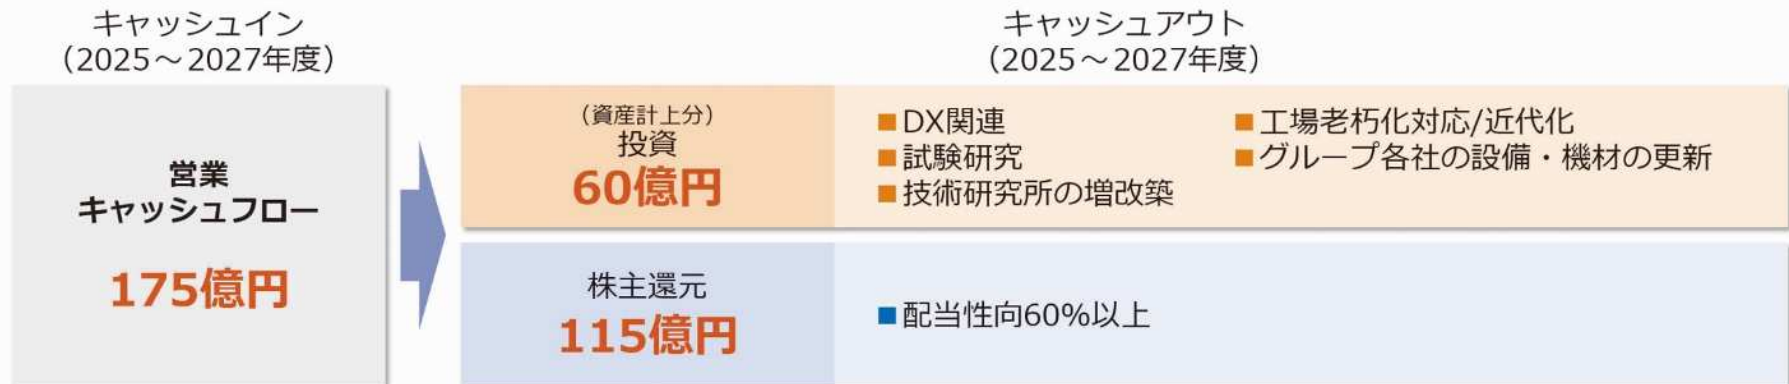 キャッシュイン
（2025～2027年度）
営業
キャッシュフロー
175億円
キャッシュアウト
（2025～2027年度）
（資産計上分）
投資
60億円
■DX関連
■試験研究
■技術研究所の増改築
■工場老朽化対応/近代化
■グループ各社の設備・機材の更新
株主還元
115億円
■配当性向60%以上